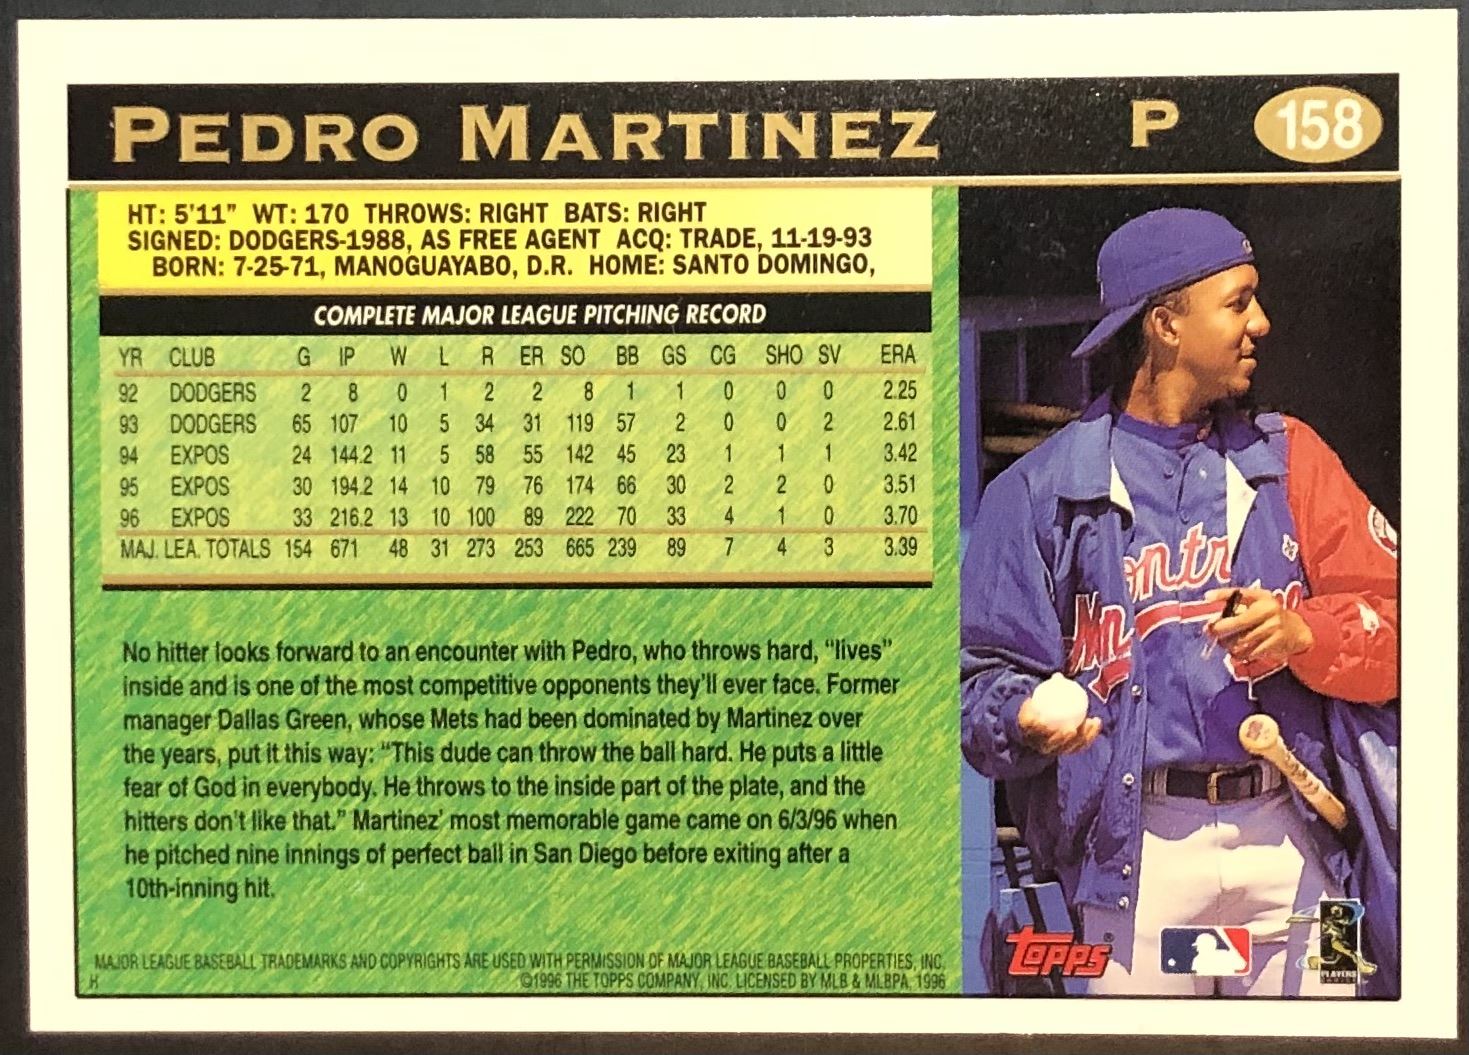 PEDRO MARTINEZ P 158
HT: 5'11" WT: 170 THROWS: RIGHT BATS: RIGHT
SIGNED: DODGERS-1988, AS FREE AGENT ACQ: TRADE, 11-19-93
BORN: 7-25-71, MANOGUAYABO, D.R. HOME: SANTO DOMINGO,
COMPLETE MAJOR LEAGUE PITCHING RECORD
YR CLUB G IP W L R ER SO BB GS CG SHO SV ERA
92 DODGERS 2 8 0 1 2 2 8 1 1 0 0 0 2.25
93 DODGERS 65 107 10 5 34 31 119 57 2 0 0 2 2.61
94 EXPOS 24 144.2 11 5 58 55 142 45 23 1 1 1 3.42
95 EXPOS 30 194.2 14 10 79 76 174 66 30 2 2 0 3.51
96 EXPOS 33 216.2 13 10 100 89 222 70 33 4 1 0 3.70
MAJ. LEA. TOTALS 154 671 48 31 273 253 665 239 89 7 4 3 3.39
No hitter looks forward to an encounter with Pedro, who throws hard, “lives”
inside and is one of the most competitive opponents they'll ever face. Former
manager Dallas Green, whose Mets had been dominated by Martinez over
the years, put it this way: “This dude can throw the ball hard. He puts a little
fear of God in everybody. He throws to the inside part of the plate, and the
hitters don't like that.” Martinez' most memorable game came on 6/3/96 when
he pitched nine innings of perfect ball in San Diego before exiting after a
10th-inning hit.
MAJOR LEAGUE BASEBALL TRADEMARKS AND COPYRIGHTS ARE USED WITH PERMISSION OF MAJOR LEAGUE BASEBALL PROPERTIES, INC.
H ©1996 THE TOPPS COMPANY, INC. LICENSED BY MLB & MLBPA, 1996
ontr
Mon
topps®
PLAYERS
CHOICE